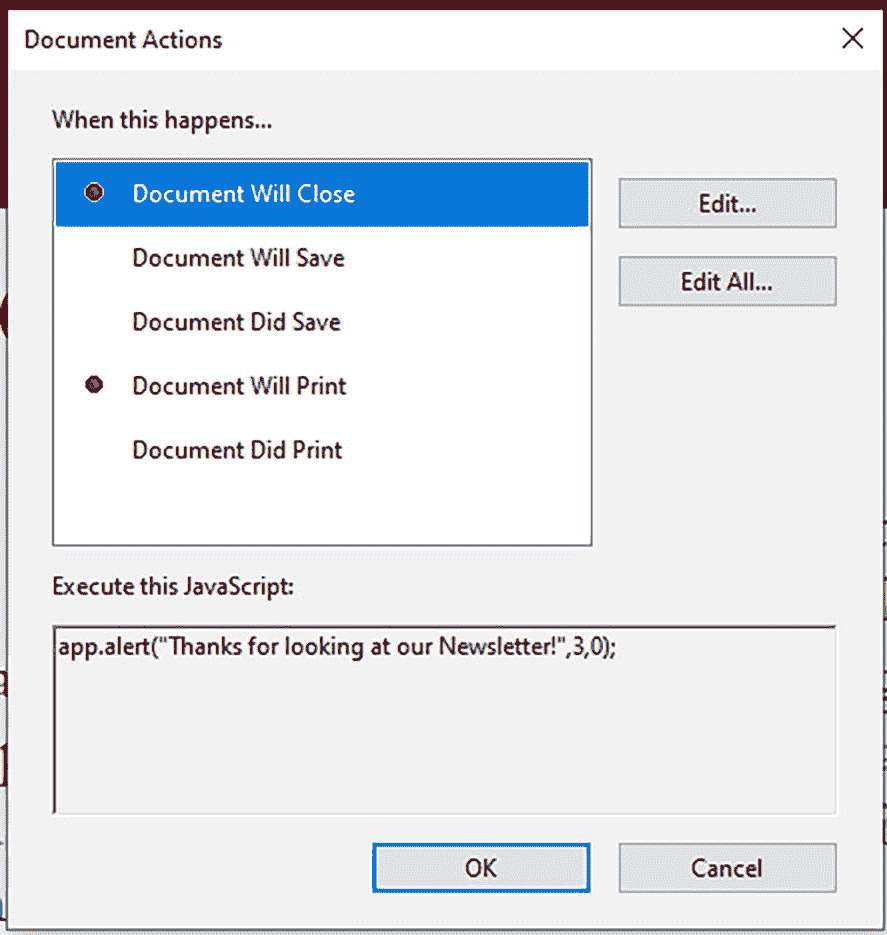 Document Actions
When this happens...
Document Will Close
Edit...
Document Will Save
Edit All...
Document Did Save
Document Will Print
Document Did Print
Execute this JavaScript:
app.alert("Thanks for looking at our Newsletter!",3,0);
OK
Cancel